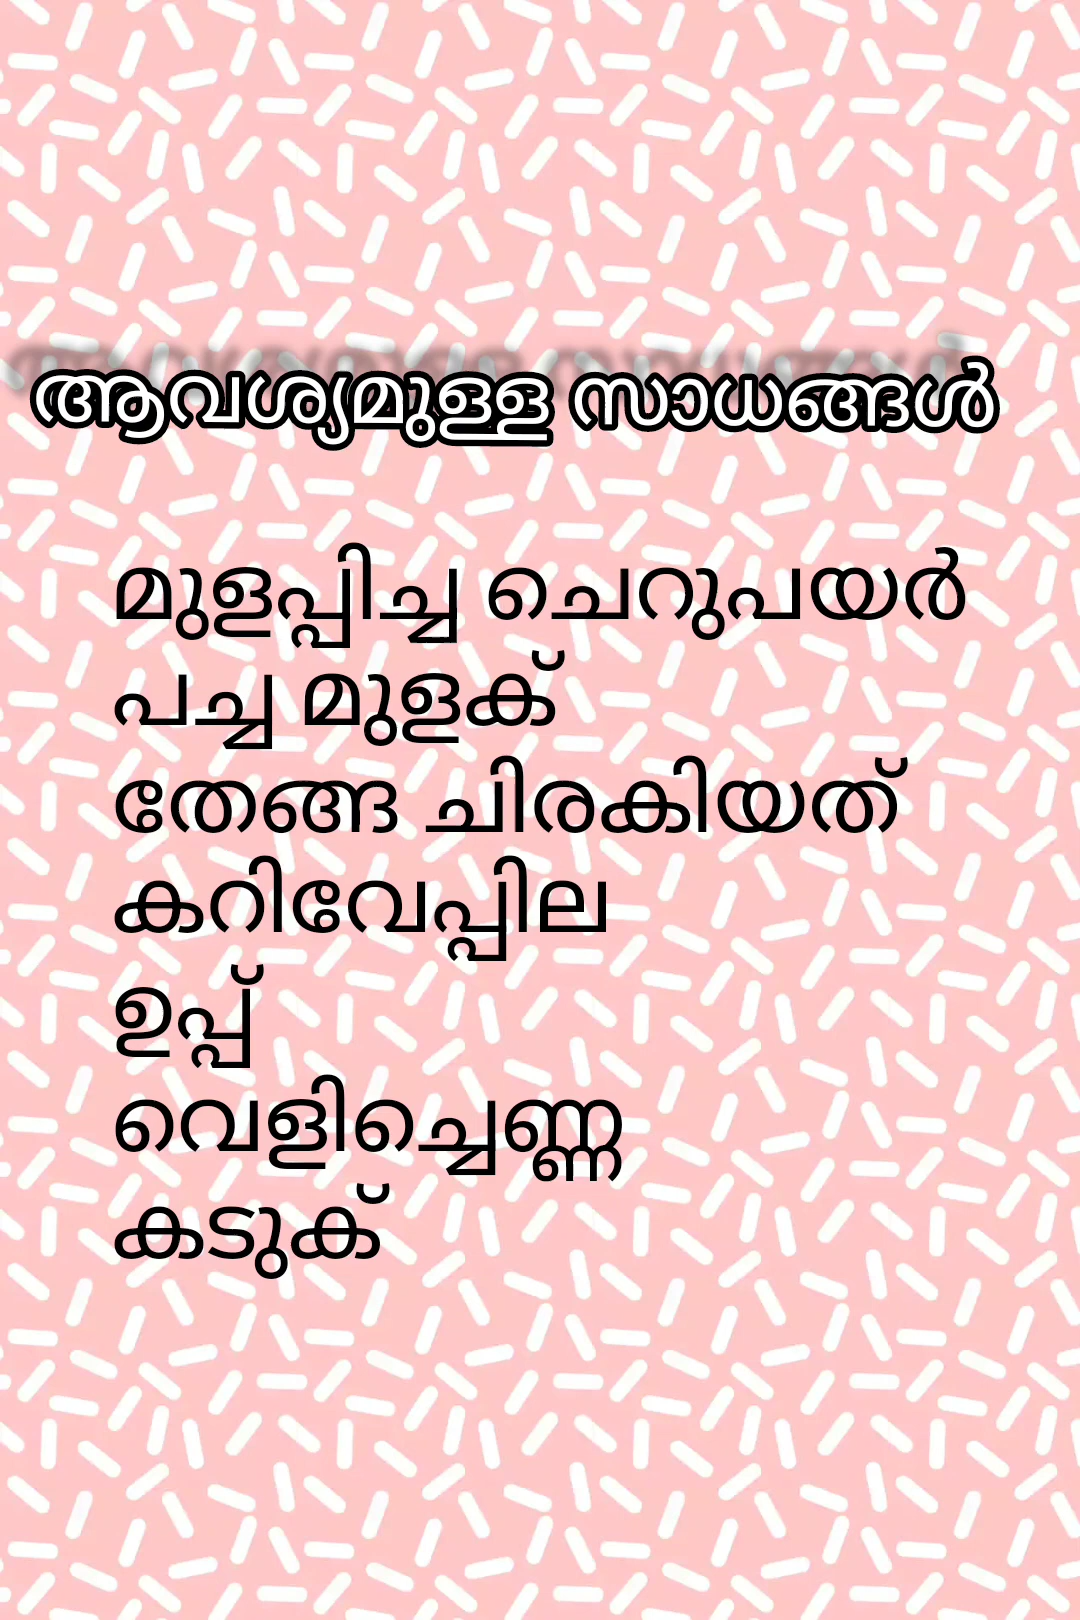 ആവശ്യമുള്ള സാധങ്ങൾ
മുളപ്പിച്ച ചെറുപയർ
പച്ച മുളക്
തേങ്ങ ചിരകിയത്
കറിവേപ്പില
ഉപ്പ്
വെളിച്ചെണ്ണ
കടുക്